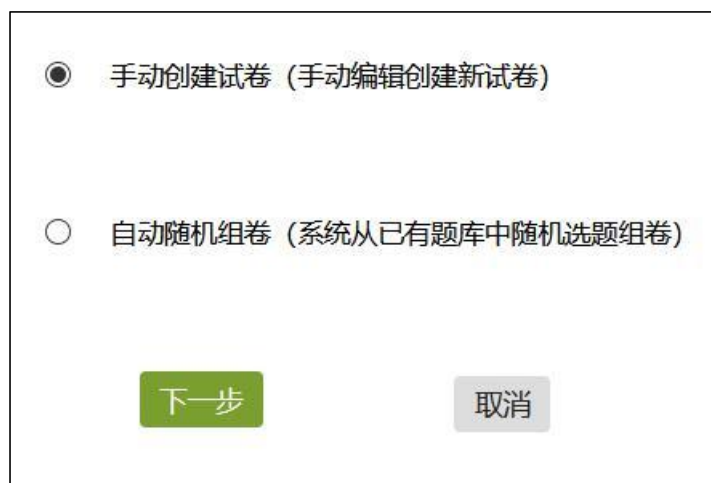 手动创建试卷（手动编辑创建新试卷）
自动随机组卷（系统从已有题库中随机选题组卷）
下一步
取消